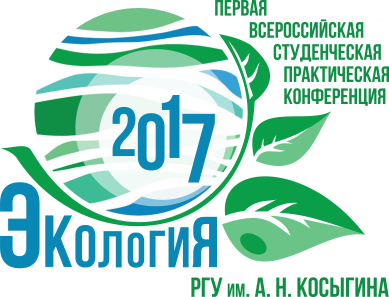 ПЕРВАЯ
ВСЕРОССИЙСКАЯ
СТУДЕНЧЕСКАЯ
ПРАКТИЧЕСКАЯ
КОНФЕРЕНЦИЯ
2017
ЭКОЛОГИЯ
РГУ им. А. Н. КОСЫГИНА